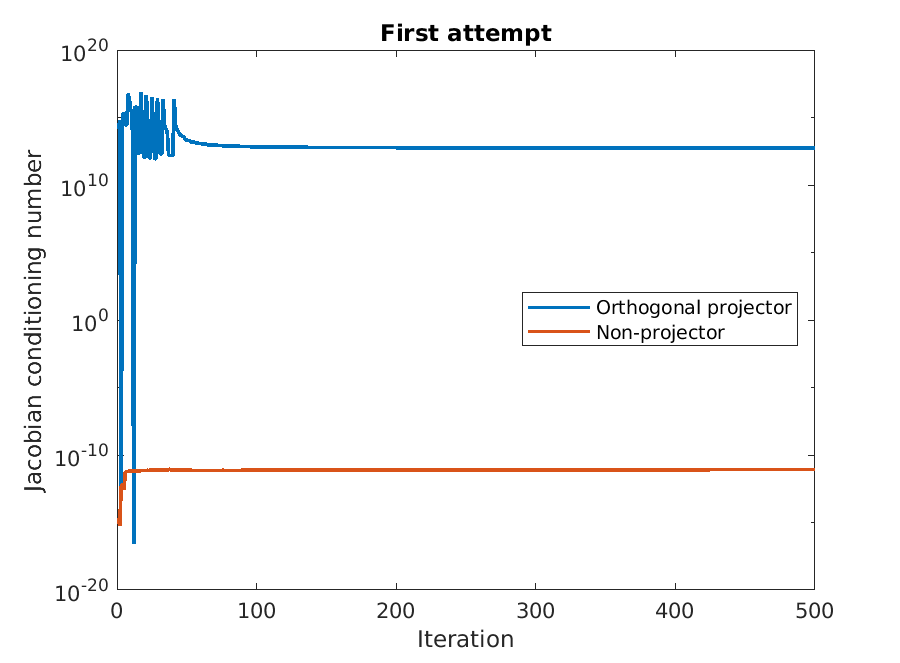 First attempt
10^20
10^10
10^0
10^-10
10^-20
Jacobian conditioning number
Orthogonal projector
Non-projector
0 100 200 300 400 500
Iteration